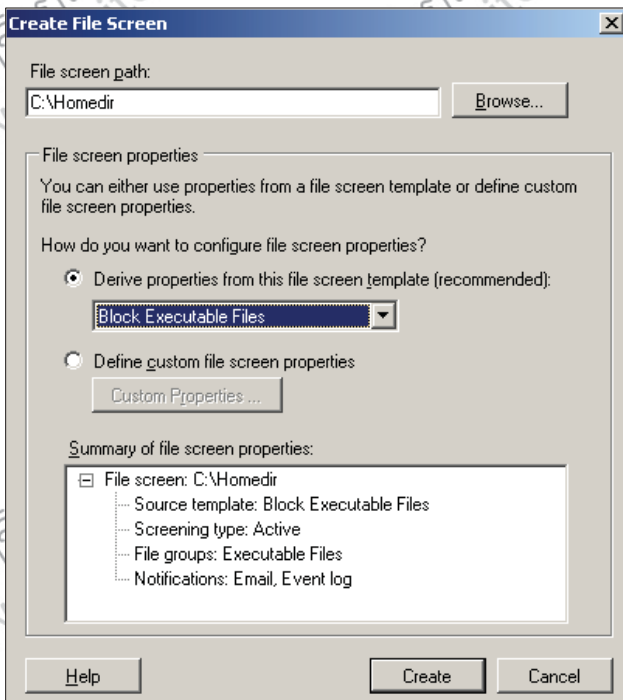 Create File Screen
File screen path:
C:\Homedir
Browse...
File screen properties
You can either use properties from a file screen template or define custom
file screen properties.
How do you want to configure file screen properties?
Derive properties from this file screen template (recommended):
Block Executable Files
Define custom file screen properties
Custom Properties ...
Summary of file screen properties:
File screen: C:\Homedir
Source template: Block Executable Files
Screening type: Active
File groups: Executable Files
Notifications: Email, Event log
Help
Create
Cancel